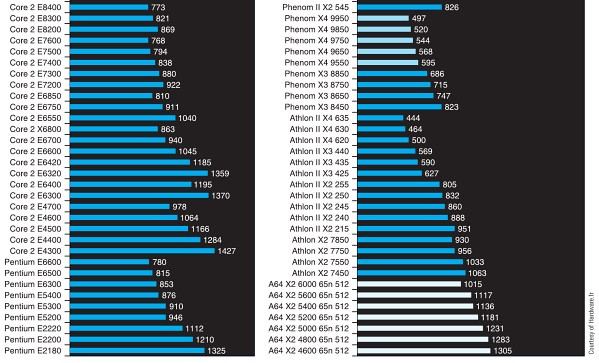 Core 2 E8400 773
Core 2 E8300 821
Core 2 E8200 869
Core 2 E7600 768
Core 2 E7500 794
Core 2 E7400 838
Core 2 E7300 880
Core 2 E7200 922
Core 2 E6850 810
Core 2 E6750 911
Core 2 E6550 1040
Core 2 X6800 863
Core 2 E6700 940
Core 2 E6600 1045
Core 2 E6420 1185
Core 2 E6320 1359
Core 2 E6400 1195
Core 2 E6300 1370
Core 2 E4700 978
Core 2 E4600 1064
Core 2 E4500 1166
Core 2 E4400 1284
Core 2 E4300 1427
Pentium E6600 780
Pentium E6500 815
Pentium E6300 853
Pentium E5400 876
Pentium E5300 910
Pentium E5200 946
Pentium E2220 1112
Pentium E2200 1210
Pentium E2180 1325
Phenom II X2 545 826
Phenom X4 9950 497
Phenom X4 9850 520
Phenom X4 9750 544
Phenom X4 9650 568
Phenom X4 9550 595
Phenom X3 8850 686
Phenom X3 8750 715
Phenom X3 8650 747
Phenom X3 8450 823
Athlon II X4 635 444
Athlon II X4 630 464
Athlon II X4 620 500
Athlon II X3 440 569
Athlon II X3 435 590
Athlon II X3 425 627
Athlon II X2 255 805
Athlon II X2 250 832
Athlon II X2 245 860
Athlon II X2 240 888
Athlon II X2 215 951
Athlon X2 7850 930
Athlon X2 7750 956
Athlon X2 7550 1033
Athlon X2 7450 1063
A64 X2 6000 65n 512 1015
A64 X2 5600 65n 512 1117
A64 X2 5400 65n 512 1136
A64 X2 5200 65n 512 1181
A64 X2 5000 65n 512 1231
A64 X2 4800 65n 512 1283
A64 X2 4600 65n 512 1305
Courtesy of Hardware.fr